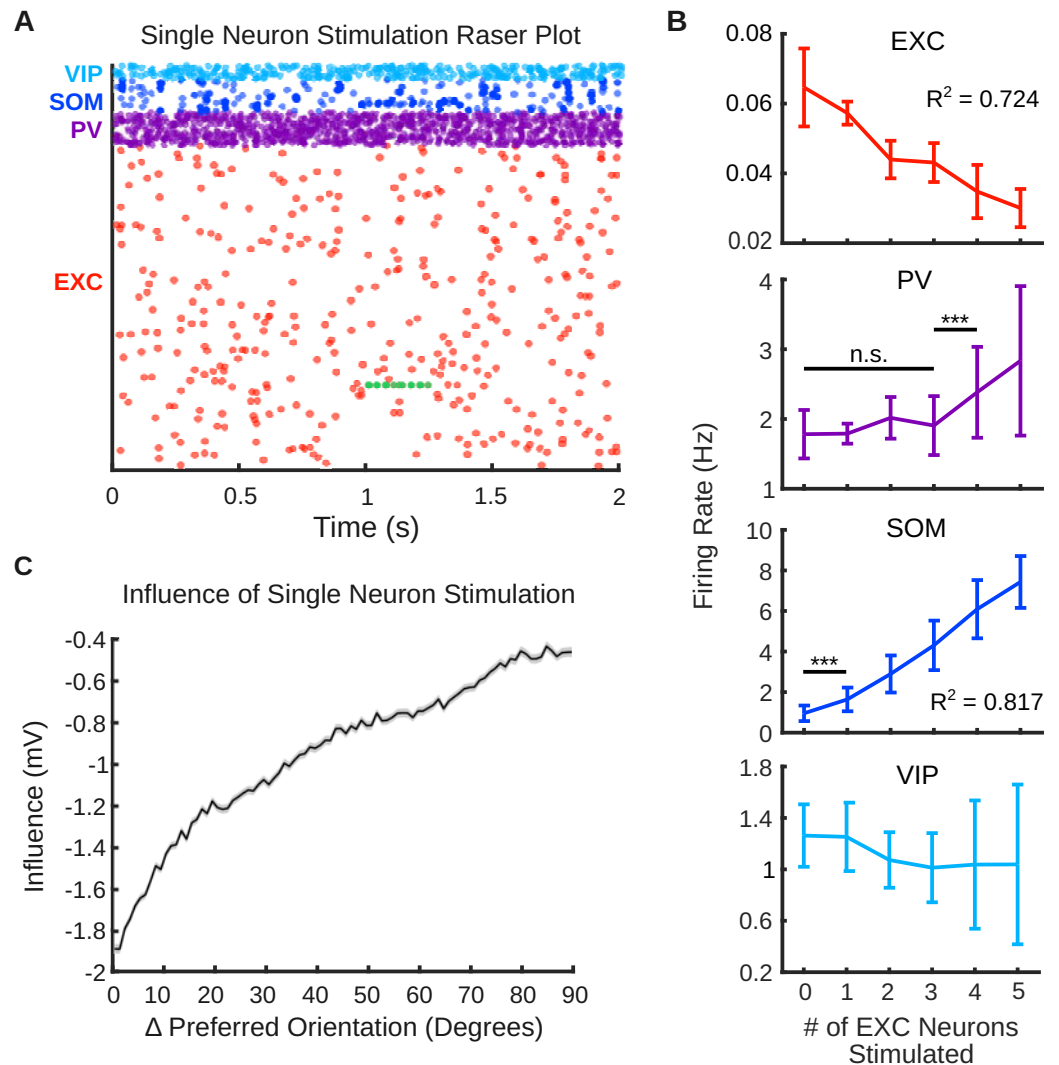 A
Single Neuron Stimulation Raser Plot
VIP
SOM
PV
EXC
0
0.5
1
1.5
2
Time (s)
B
Firing Rate (Hz)
EXC
R² = 0.724
0.08
0.06
0.04
0.02
PV
n.s.
***
4
3
2
1
SOM
***
R² = 0.817
10
8
6
4
2
0
VIP
1.4
1
0.6
0.2
0 1 2 3 4 5
# of EXC Neurons
Stimulated
C
Influence of Single Neuron Stimulation
Influence (mV)
-0.4
-0.6
-0.8
-1
-1.2
-1.4
-1.6
-1.8
-2
0 10 20 30 40 50 60 70 80 90
Δ Preferred Orientation (Degrees)